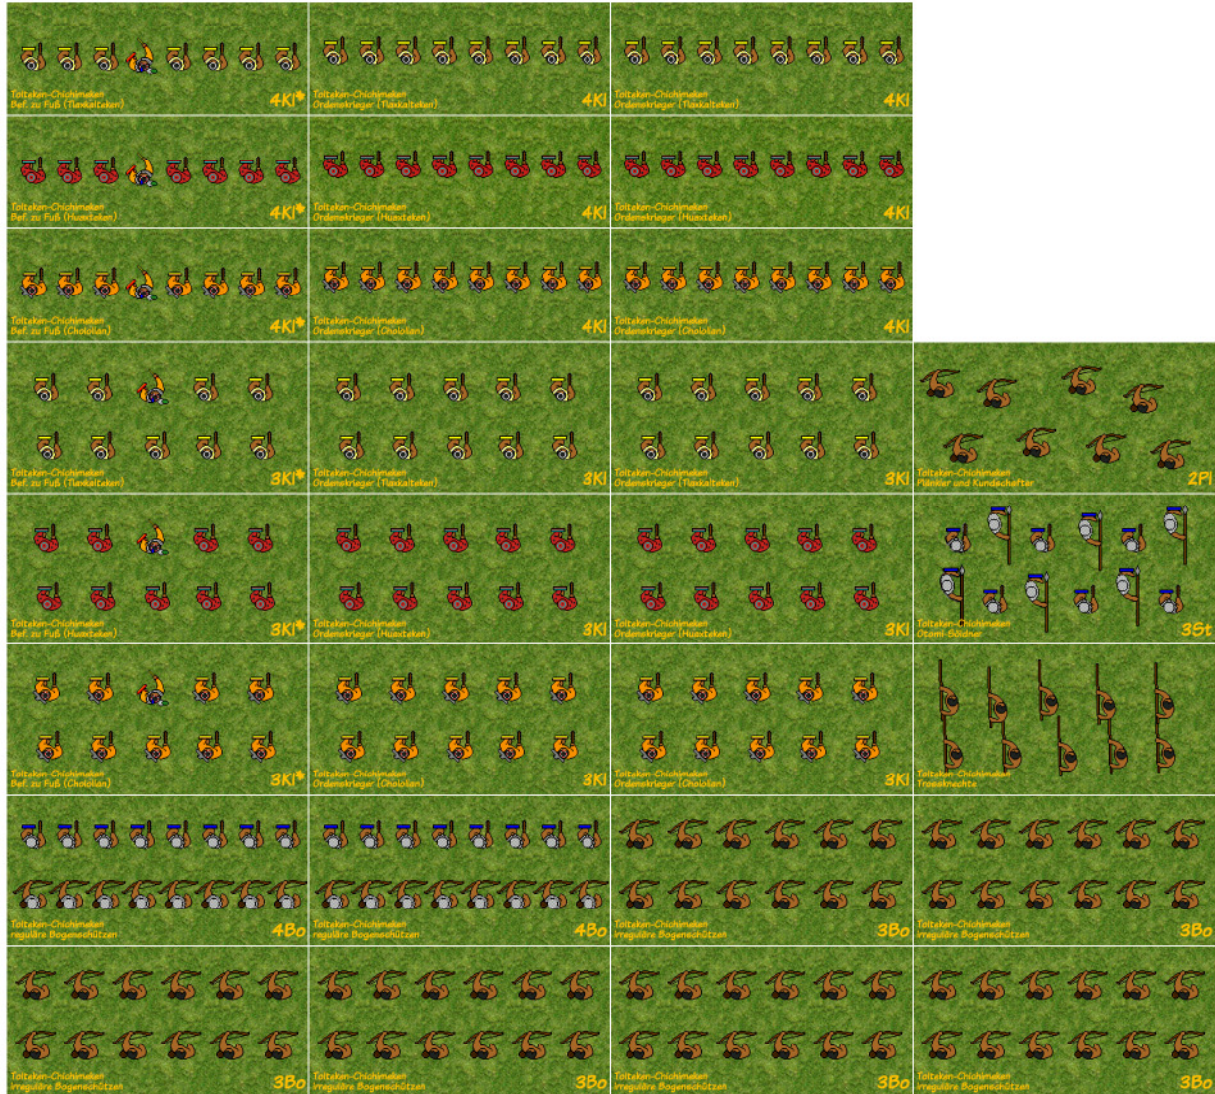 Tolteken-Chichimeken
Bef. zu Fuß (Tlaxkalteken)
4Kl*
Tolteken-Chichimeken
Ordenskrieger (Tlaxkalteken)
4Kl
Tolteken-Chichimeken
Ordenskrieger (Tlaxkalteken)
4Kl
Tolteken-Chichimeken
Bef. zu Fuß (Huaxteken)
4Kl*
Tolteken-Chichimeken
Ordenskrieger (Huaxteken)
4Kl
Tolteken-Chichimeken
Ordenskrieger (Huaxteken)
4Kl
Tolteken-Chichimeken
Bef. zu Fuß (Chololian)
4Kl*
Tolteken-Chichimeken
Ordenskrieger (Chololian)
4Kl
Tolteken-Chichimeken
Ordenskrieger (Chololian)
4Kl
Tolteken-Chichimeken
Bef. zu Fuß (Tlaxkalteken)
3Kl*
Tolteken-Chichimeken
Ordenskrieger (Tlaxkalteken)
3Kl
Tolteken-Chichimeken
Ordenskrieger (Tlaxkalteken)
3Kl
Tolteken-Chichimeken
Plänkler und Kundschafter
2Pl
Tolteken-Chichimeken
Bef. zu Fuß (Huaxteken)
3Kl*
Tolteken-Chichimeken
Ordenskrieger (Huaxteken)
3Kl
Tolteken-Chichimeken
Ordenskrieger (Huaxteken)
3Kl
Tolteken-Chichimeken
Otomi-Söldner
3St
Tolteken-Chichimeken
Bef. zu Fuß (Chololian)
3Kl*
Tolteken-Chichimeken
Ordenskrieger (Chololian)
3Kl
Tolteken-Chichimeken
Ordenskrieger (Chololian)
3Kl
Tolteken-Chichimeken
Trossknechte
Tolteken-Chichimeken
reguläre Bogenschützen
4Bo
Tolteken-Chichimeken
reguläre Bogenschützen
4Bo
Tolteken-Chichimeken
Irreguläre Bogenschützen
3Bo
Tolteken-Chichimeken
Irreguläre Bogenschützen
3Bo
Tolteken-Chichimeken
Irreguläre Bogenschützen
3Bo
Tolteken-Chichimeken
Irreguläre Bogenschützen
3Bo
Tolteken-Chichimeken
Irreguläre Bogenschützen
3Bo
Tolteken-Chichimeken
Irreguläre Bogenschützen
3Bo